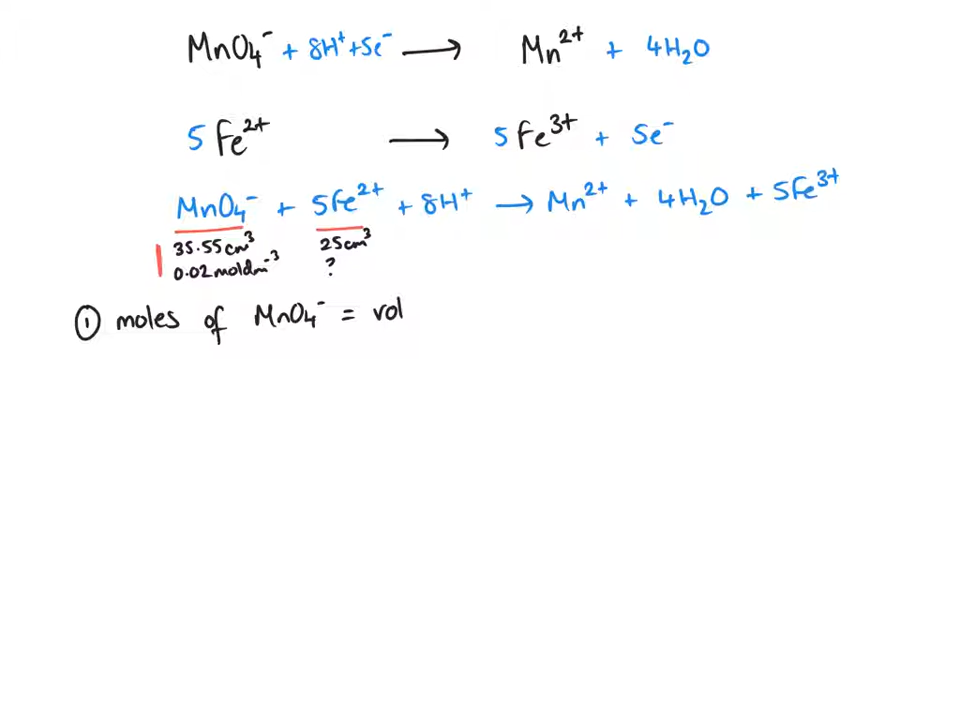 MnO₄⁻ + 8H⁺ + 5e⁻ ⟶ Mn²⁺ + 4H₂O
5Fe²⁺ ⟶ 5Fe³⁺ + 5e⁻
MnO₄⁻ + 5Fe²⁺ + 8H⁺ ⟶ Mn²⁺ + 4H₂O + 5Fe³⁺
35.55cm³ 25cm³
0.02moldm⁻³ ?
① moles of MnO₄⁻ = vol